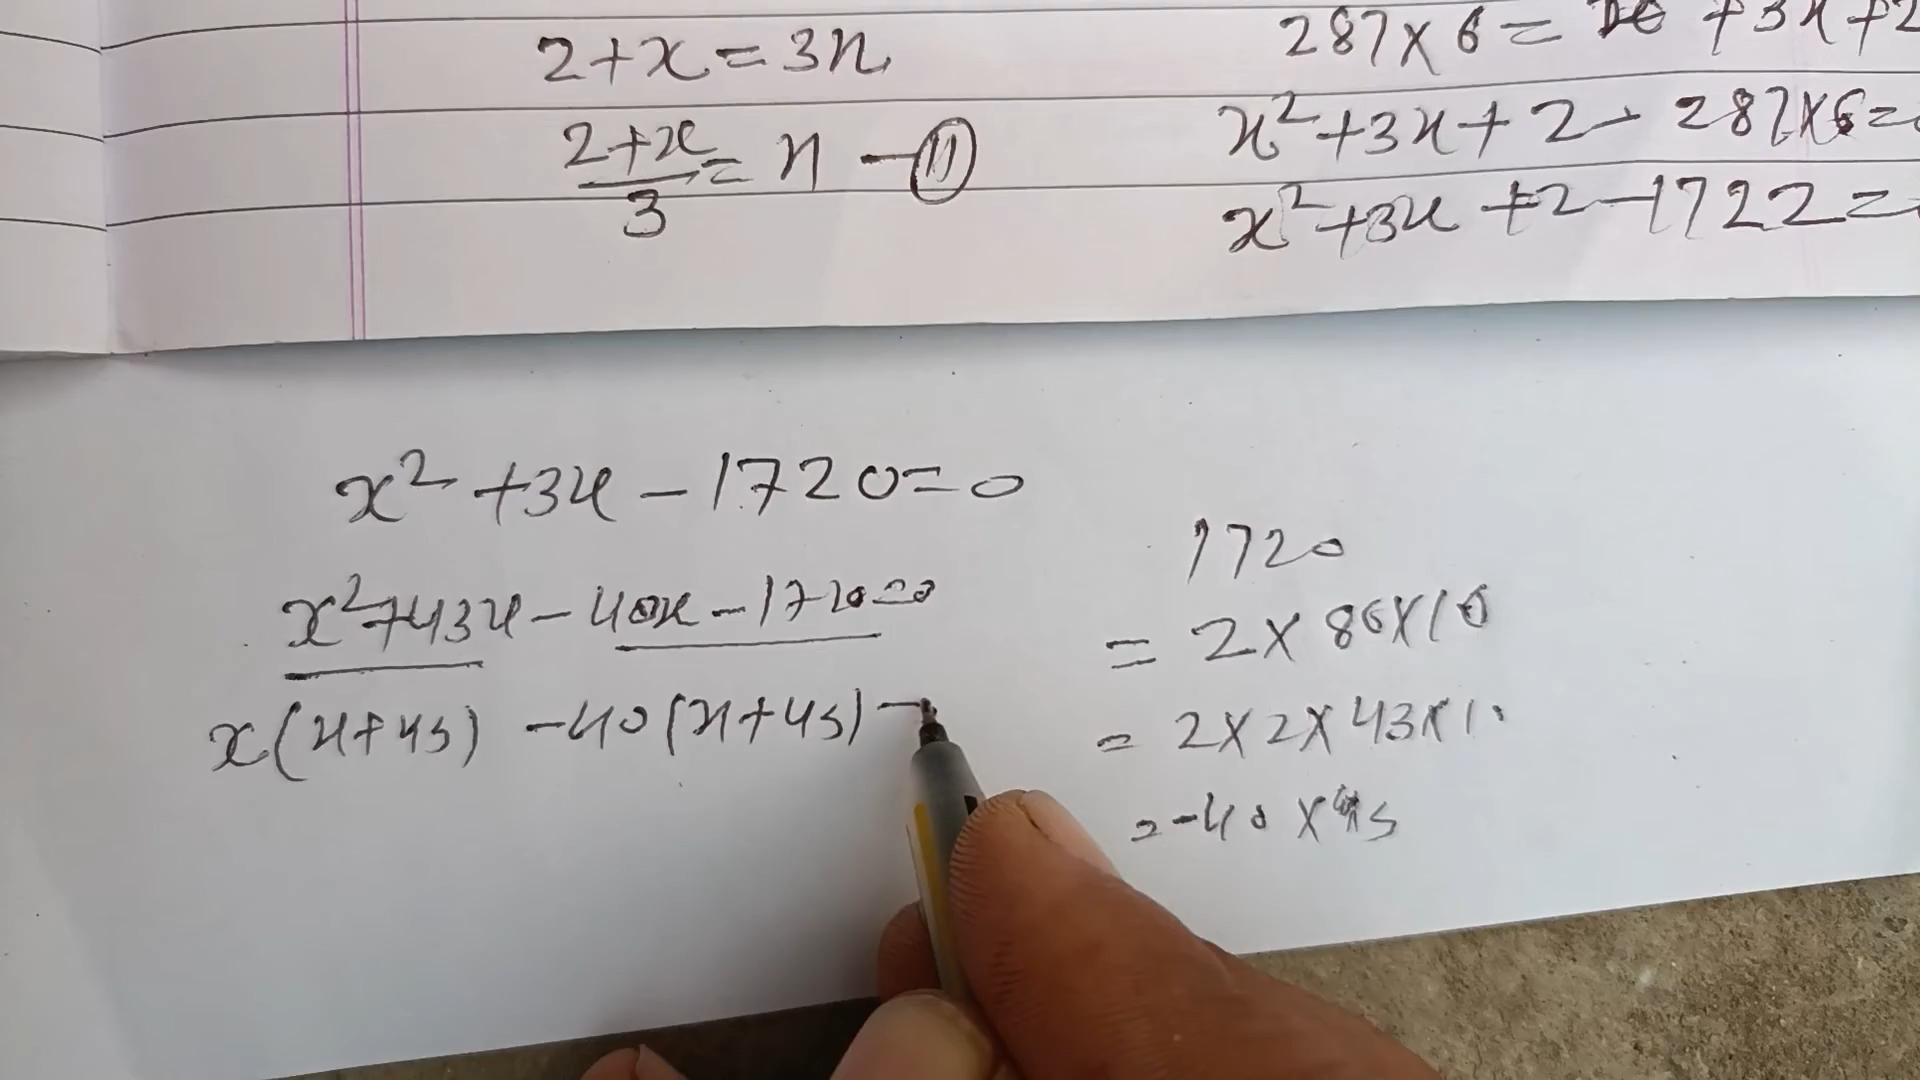 2+x=3n
2+x/3 = n — (11)
287×6= +3x+2
x²+3x+2-287×6=
x²+3x+2-1722=
x²+3x-1720=0
x²+43x-40x-1720=0
x(x+43) -40(x+43) =
1720
= 2×86×10
= 2×2×43×10
= -40×43